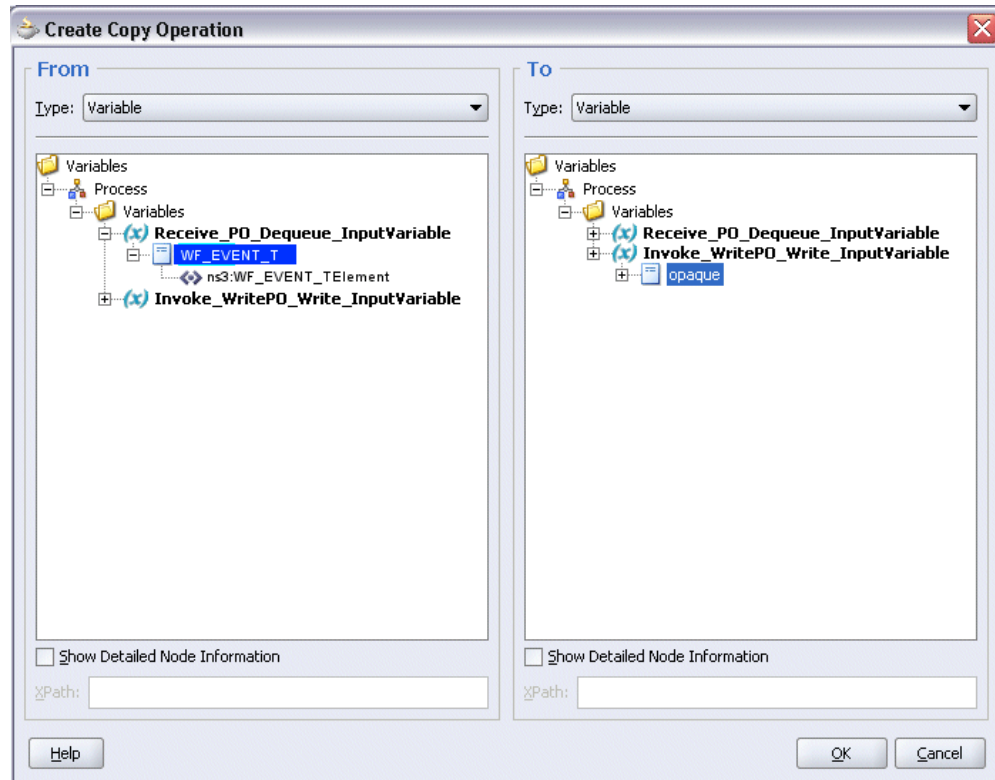 Create Copy Operation
From
Type: Variable
Variables
Process
Variables
(x) Receive_PO_Dequeue_InputVariable
WF_EVENT_T
ns3:WF_EVENT_TElement
(x) Invoke_WritePO_Write_InputVariable
Show Detailed Node Information
XPath:
To
Type: Variable
Variables
Process
Variables
(x) Receive_PO_Dequeue_InputVariable
(x) Invoke_WritePO_Write_InputVariable
opaque
Show Detailed Node Information
XPath:
Help
OK
Cancel